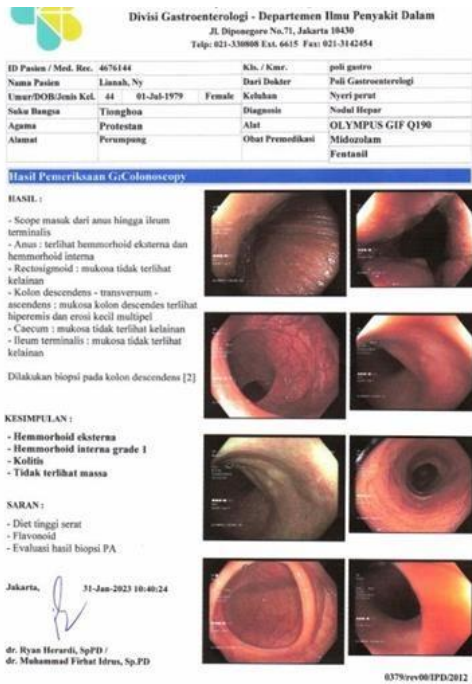 Divisi Gastroenterologi - Departemen Ilmu Penyakit Dalam
Jl. Diponegoro No.71, Jakarta 10430
Telp: 021-330808 Ext. 6615 Fax: 021-3142454
ID Pasien / Med. Rec. 4676144 Kls. / Kmr. poli gastro
Nama Pasien Lianah, Ny Dari Dokter Poli Gastroenterologi
Umur/DOB/Jenis Kel. 44 01-Jul-1979 Female Keluhan Nyeri perut
Suku Bangsa Tionghoa Diagnosis Nodul Hepar
Agama Protestan Alat OLYMPUS GIF Q190
Alamat Perumpung Obat Premedikasi Midozolam
Fentanil
Hasil Pemeriksaan G:Colonoscopy
HASIL :
- Scope masuk dari anus hingga ileum
terminalis
- Anus : terlihat hemmorhoid eksterna dan
hemmorhoid interna
- Rectosigmoid : mukosa tidak terlihat
kelainan
- Kolon descendens - transversum -
ascendens : mukosa kolon descendes terlihat
hiperemis dan erosi kecil multipel
- Caecum : mukosa tidak terlihat kelainan
- Ileum terminalis : mukosa tidak terlihat
kelainan
Dilakukan biopsi pada kolon descendens [2]
KESIMPULAN :
- Hemmorhoid eksterna
- Hemmorhoid interna grade 1
- Kolitis
- Tidak terlihat massa
SARAN :
- Diet tinggi serat
- Flavonoid
- Evaluasi hasil biopsi PA
Jakarta, 31-Jan-2023 10:40:24
dr. Ryan Herardi, SpPD /
dr. Muhammad Firhat Idrus, Sp.PD
0379/rev00/IPD/2012